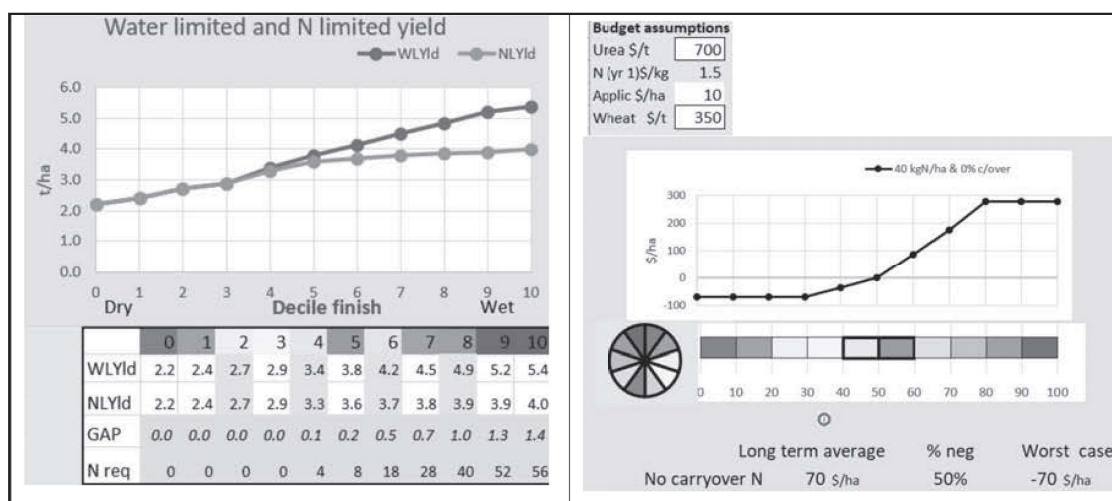 Water limited and N limited yield
WLYld NLYld
6.0
5.0
4.0
3.0
2.0
1.0
0.0
t/ha
0 1 2 3 4 5 6 7 8 9 10
Dry Decile finish Wet
0 1 2 3 4 5 6 7 8 9 10
WLYld 2.2 2.4 2.7 2.9 3.4 3.8 4.2 4.5 4.9 5.2 5.4
NLYld 2.2 2.4 2.7 2.9 3.3 3.6 3.7 3.8 3.9 3.9 4.0
GAP 0.0 0.0 0.0 0.0 0.1 0.2 0.5 0.7 1.0 1.3 1.4
N req 0 0 0 0 4 8 18 28 40 52 56
Budget assumptions
Urea $/t 700
N (yr 1)$/kg 1.5
Applic $/ha 10
Wheat $/t 350
40 kgN/ha & 0% c/over
300
200
100
0
-100
$/ha
0 10 20 30 40 50 60 70 80 90 100
Long term average % neg Worst case
No carryover N 70 $/ha 50% -70 $/ha